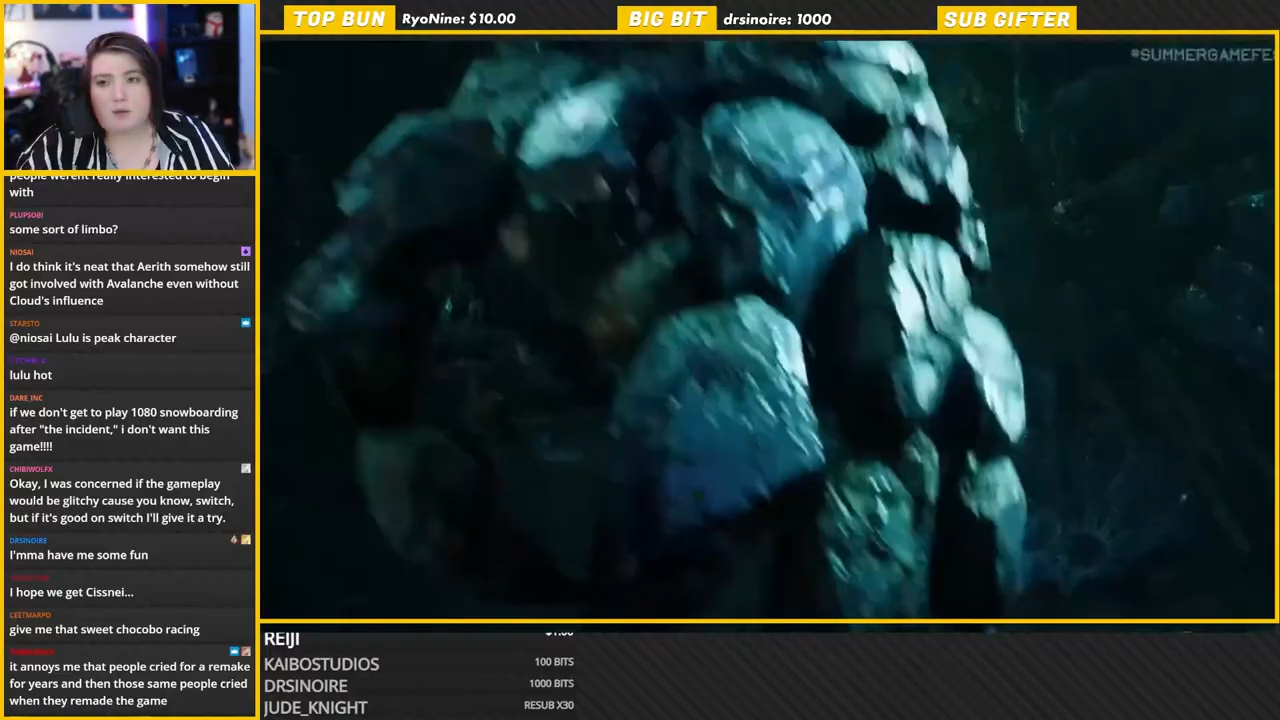 TOP BUN
RyoNine: $10.00
BIG BIT
drsinoire: 1000
SUB GIFTER
#SUMMERGAMEFE
people weren't really interested to begin
with
PLUPSOBI
some sort of limbo?
NIOSAI
I do think it's neat that Aerith somehow still
got involved with Avalanche even without
Cloud's influence
STARSTO
@niosai Lulu is peak character
lulu hot
DARE_INC
if we don't get to play 1080 snowboarding
after "the incident," i don't want this
game!!!!
CHIBIWOLFX
Okay, I was concerned if the gameplay
would be glitchy cause you know, switch,
but if it's good on switch I'll give it a try.
DRSINOIRE
I'mma have me some fun
I hope we get Cissnei...
CEETMARPO
give me that sweet chocobo racing
it annoys me that people cried for a remake
for years and then those same people cried
when they remade the game
REIJI $1.00
KAIBOSTUDIOS 100 BITS
DRSINOIRE 1000 BITS
JUDE_KNIGHT RESUB X30